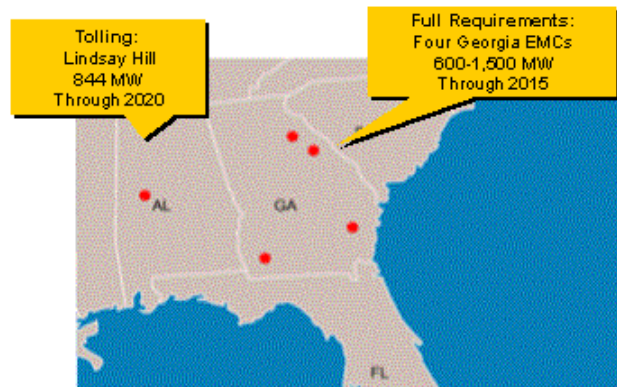 Tolling:
Lindsay Hill
844 MW
Through 2020
Full Requirements:
Four Georgia EMCs
600-1,500 MW
Through 2015
AL
GA
FL